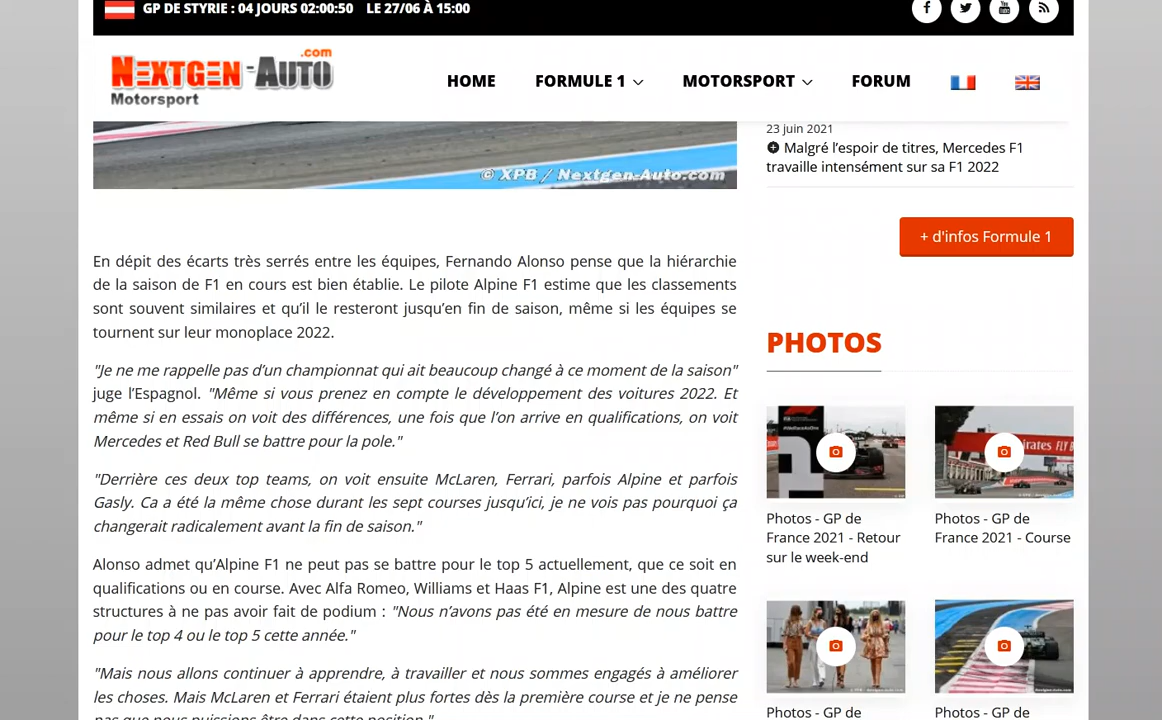 GP DE STYRIE : 04 JOURS 02:00:50 LE 27/06 À 15:00
NEXTGEN-AUTO
.com
Motorsport
HOME
FORMULE 1
MOTORSPORT
FORUM
© XPB / Nextgen-Auto.com
En dépit des écarts très serrés entre les équipes, Fernando Alonso pense que la hiérarchie
de la saison de F1 en cours est bien établie. Le pilote Alpine F1 estime que les classements
sont souvent similaires et qu’il le resteront jusqu’en fin de saison, même si les équipes se
tournent sur leur monoplace 2022.
"Je ne me rappelle pas d’un championnat qui ait beaucoup changé à ce moment de la saison"
juge l’Espagnol. "Même si vous prenez en compte le développement des voitures 2022. Et
même si en essais on voit des différences, une fois que l’on arrive en qualifications, on voit
Mercedes et Red Bull se battre pour la pole."
"Derrière ces deux top teams, on voit ensuite McLaren, Ferrari, parfois Alpine et parfois
Gasly. Ca a été la même chose durant les sept courses jusqu’ici, je ne vois pas pourquoi ça
changerait radicalement avant la fin de saison."
Alonso admet qu’Alpine F1 ne peut pas se battre pour le top 5 actuellement, que ce soit en
qualifications ou en course. Avec Alfa Romeo, Williams et Haas F1, Alpine est une des quatre
structures à ne pas avoir fait de podium : "Nous n’avons pas été en mesure de nous battre
pour le top 4 ou le top 5 cette année."
"Mais nous allons continuer à apprendre, à travailler et nous sommes engagés à améliorer
les choses. Mais McLaren et Ferrari étaient plus fortes dès la première course et je ne pense
pas que nous puissions être dans cette position."
23 juin 2021
Malgré l’espoir de titres, Mercedes F1
travaille intensément sur sa F1 2022
+ d'infos Formule 1
PHOTOS
Photos - GP de
France 2021 - Retour
sur le week-end
Photos - GP de
France 2021 - Course
Photos - GP de
Photos - GP de